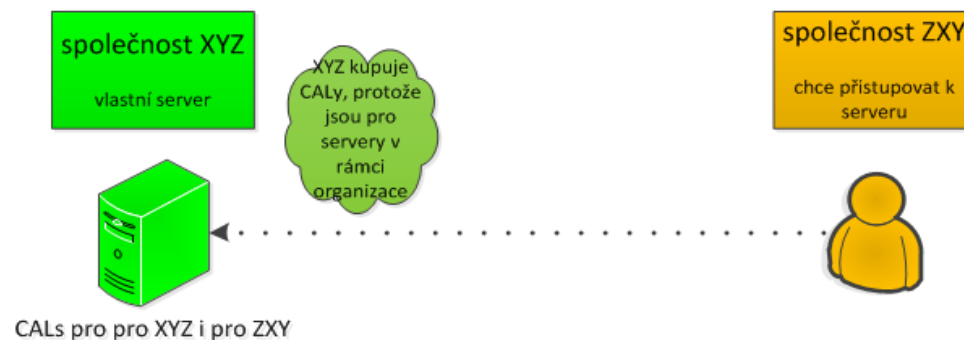 společnost XYZ
vlastní server
XYZ kupuje
CALy, protože
jsou pro
servery v
rámci
organizace
společnost ZXY
chce přistupovat k
serveru
CALs pro pro XYZ i pro ZXY